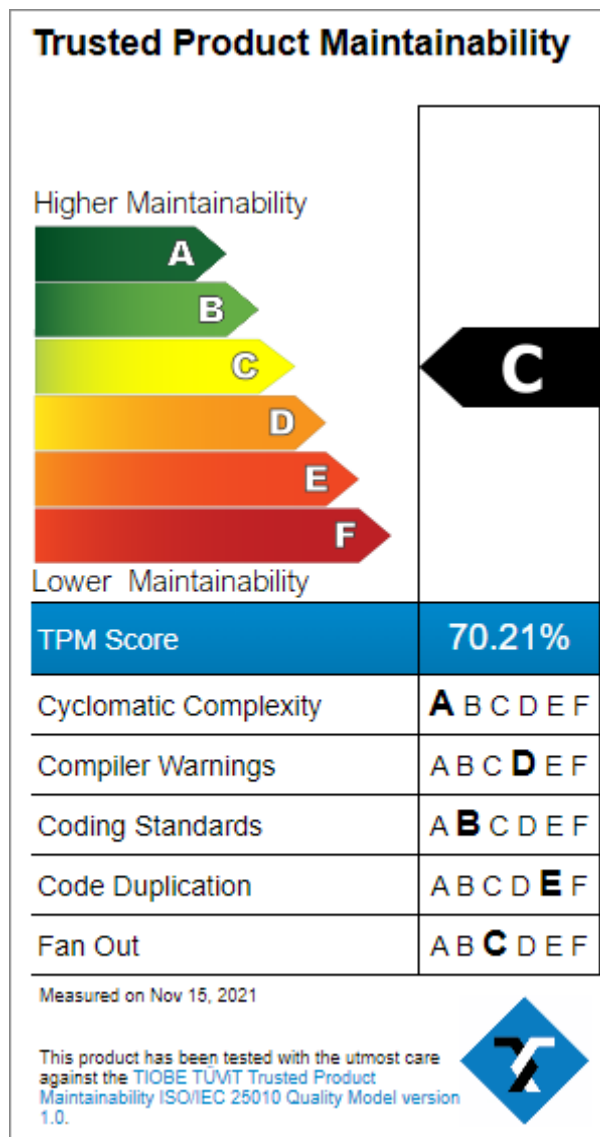 Trusted Product Maintainability
Higher Maintainability
A
B
C
C
D
E
F
Lower Maintainability
TPM Score 70.21%
Cyclomatic Complexity A B C D E F
Compiler Warnings A B C D E F
Coding Standards A B C D E F
Code Duplication A B C D E F
Fan Out A B C D E F
Measured on Nov 15, 2021
This product has been tested with the utmost care
against the TIOBE TÜViT Trusted Product
Maintainability ISO/IEC 25010 Quality Model version
1.0.